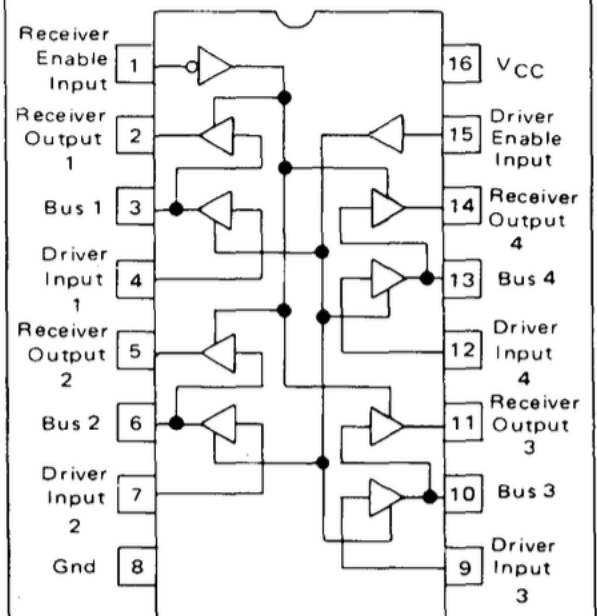 Receiver
Enable
Input
1
Receiver
Output
1
2
Bus 1
3
Driver
Input
1
4
Receiver
Output
2
5
Bus 2
6
Driver
Input
2
7
Gnd
8
16
VCC
15
Driver
Enable
Input
14
Receiver
Output
4
13
Bus 4
12
Driver
Input
4
11
Receiver
Output
3
10
Bus 3
9
Driver
Input
3